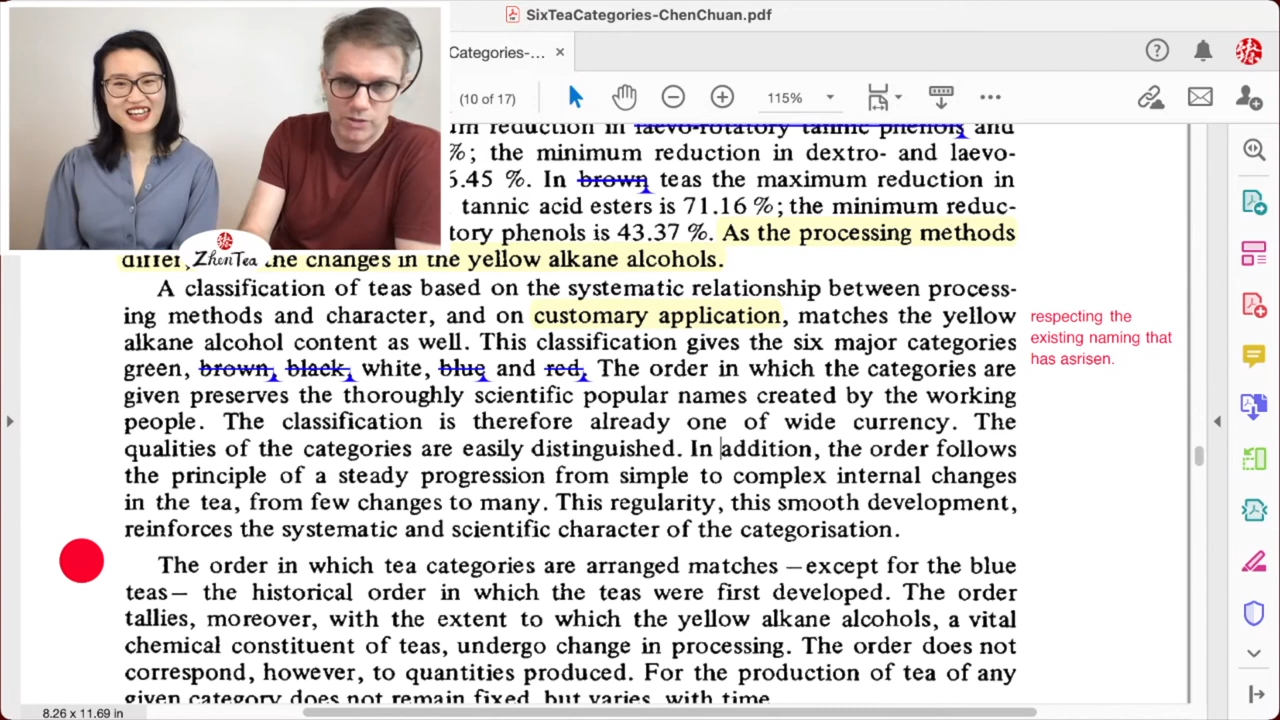 SixTeaCategories-ChenChuan.pdf
Categories-... ×
(10 of 17)
115%
um reduction in laevo-rotatory tannic phenols and
%; the minimum reduction in dextro- and laevo-
5.45 %. In brown teas the maximum reduction in
tannic acid esters is 71.16 %; the minimum reduc-
tory phenols is 43.37 %. As the processing methods
differ, the changes in the yellow alkane alcohols.
ZhenTea
A classification of teas based on the systematic relationship between process-
ing methods and character, and on customary application, matches the yellow
alkane alcohol content as well. This classification gives the six major categories
green, brown, black, white, blue and red. The order in which the categories are
given preserves the thoroughly scientific popular names created by the working
people. The classification is therefore already one of wide currency. The
qualities of the categories are easily distinguished. In addition, the order follows
the principle of a steady progression from simple to complex internal changes
in the tea, from few changes to many. This regularity, this smooth development,
reinforces the systematic and scientific character of the categorisation.
respecting the
existing naming that
has asrisen.
The order in which tea categories are arranged matches —except for the blue
teas— the historical order in which the teas were first developed. The order
tallies, moreover, with the extent to which the yellow alkane alcohols, a vital
chemical constituent of teas, undergo change in processing. The order does not
correspond, however, to quantities produced. For the production of tea of any
given category does not remain fixed, but varies, with time
8.26 x 11.69 in